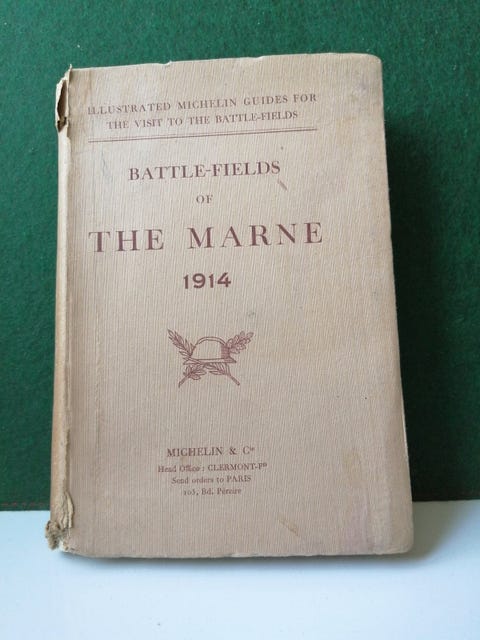 ILLUSTRATED MICHELIN GUIDES FOR
THE VISIT TO THE BATTLE-FIELDS
BATTLE-FIELDS
OF
THE MARNE
1914
MICHELIN & Cie
Head Office : CLERMONT-Fd
Send orders to PARIS
105, Bd. Péreire